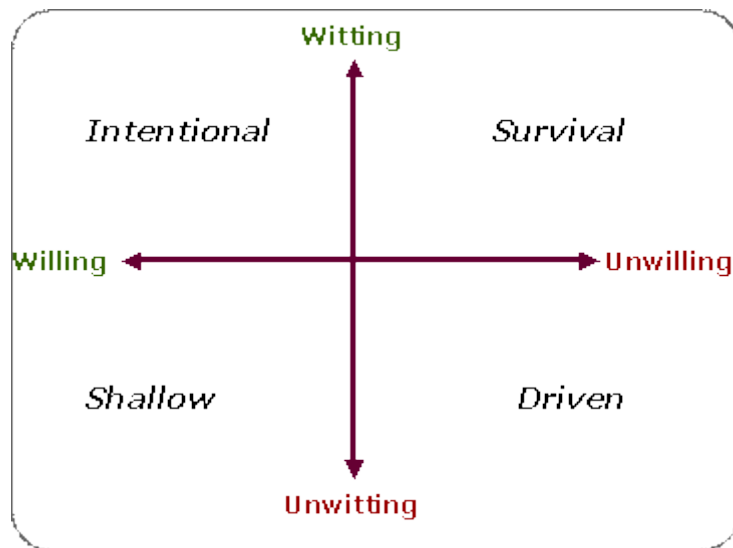 Witting
Intentional
Survival
Willing
Unwilling
Shallow
Driven
Unwitting